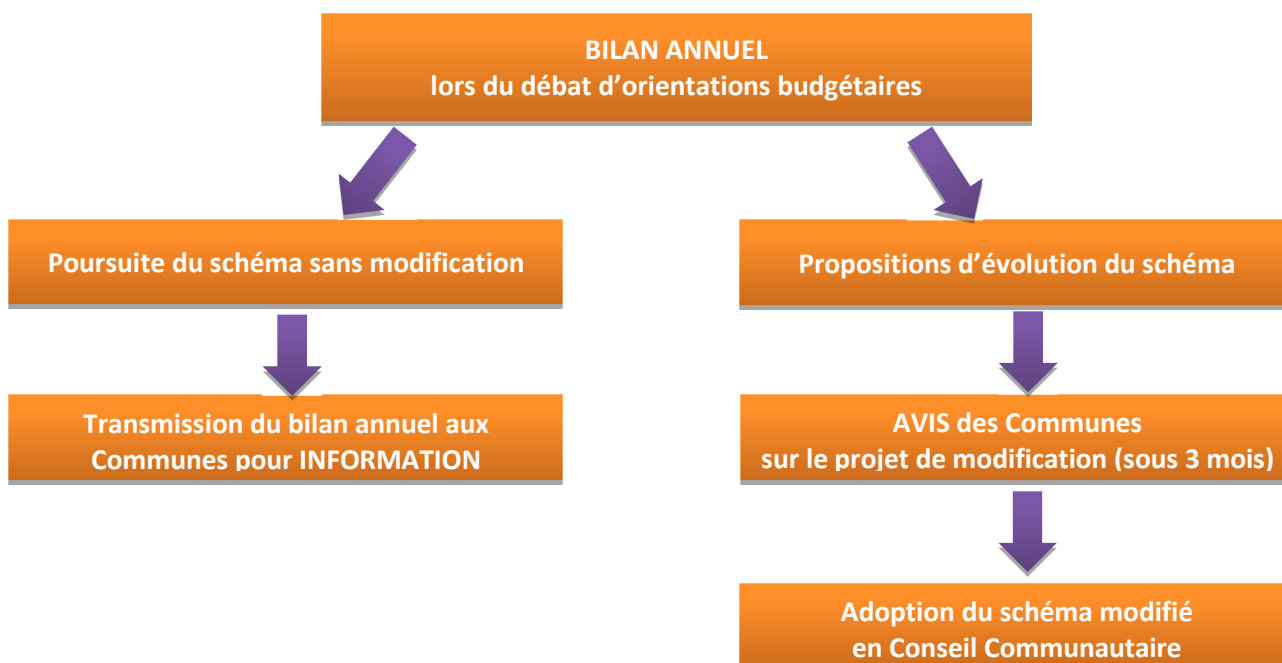 BILAN ANNUEL
lors du débat d’orientations budgétaires
Poursuite du schéma sans modification
Propositions d’évolution du schéma
Transmission du bilan annuel aux
Communes pour INFORMATION
AVIS des Communes
sur le projet de modification (sous 3 mois)
Adoption du schéma modifié
en Conseil Communautaire